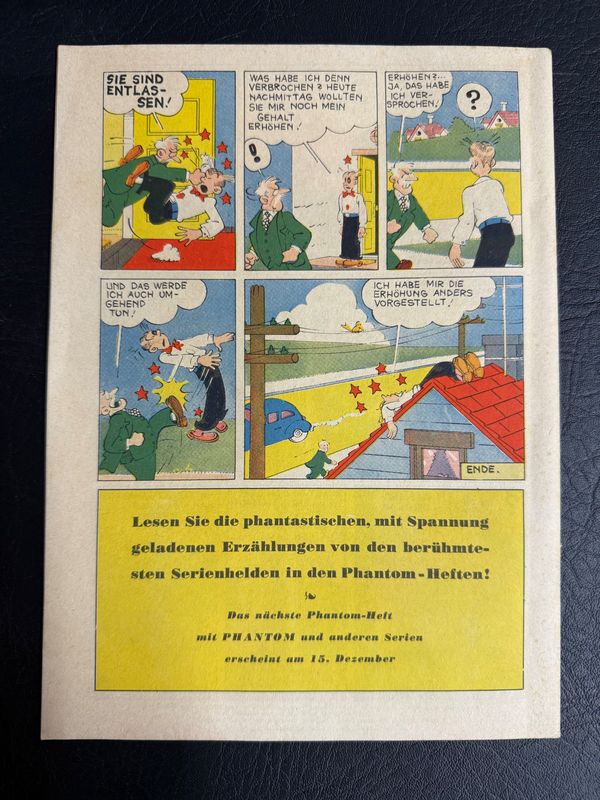 SIE SIND
ENTLAS-
SEN!
WAS HABE ICH DENN
VERBROCHEN? HEUTE
NACHMITTAG WOLLTEN
SIE MIR NOCH MEIN
GEHALT
ERHÖHEN!
!
ERHÖHEN?...
JA, DAS HABE
ICH VER-
SPROCHEN!
?
UND DAS WERDE
ICH AUCH UM-
GEHEND
TUN!
ICH HABE MIR DIE
ERHÖHUNG ANDERS
VORGESTELLT!
ENDE.
Lesen Sie die phantastischen, mit Spannung
geladenen Erzählungen von den berühmte-
sten Serienhelden in den Phantom-Heften!
Das nächste Phantom-Heft
mit PHANTOM und anderen Serien
erscheint am 15. Dezember